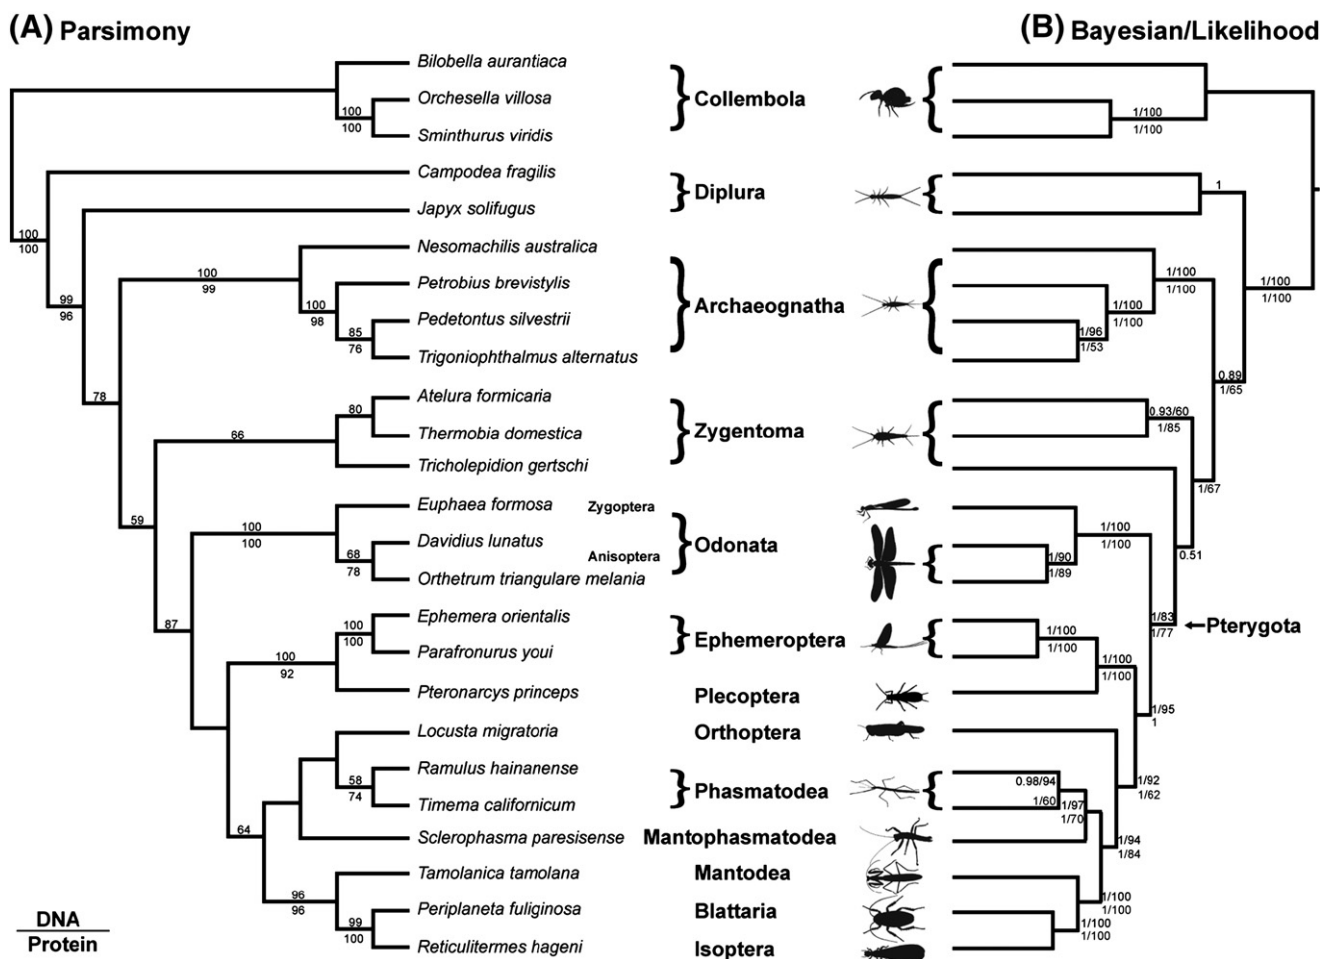 (A) Parsimony
(B) Bayesian/Likelihood
Bilobella aurantiaca
Orchesella villosa
Collembola
100
100
1/100
1/100
Sminthurus viridis
Campodea fragilis
Diplura
1
Japyx solifugus
100
100
Nesomachilis australica
100
99
1/100
1/100
1/100
1/100
Petrobius brevistylis
99
96
100
98
Archaeognatha
1/100
1/100
Pedetontus silvestrii
85
76
1/96
1/53
Trigoniophthalmus alternatus
0.89
1/65
78
Atelura formicaria
80
0.93/60
1/85
66
Thermobia domestica
Zygentoma
Tricholepidion gertschi
1/67
Euphaea formosa
Zygoptera
59
100
100
1/100
1/100
Davidius lunatus
Odonata
68
78
Anisoptera
1/90
1/89
0.51
Orthetrum triangulare melania
Ephemera orientalis
87
100
100
1/83
1/77
Pterygota
Ephemeroptera
1/100
1/100
Parafronurus youi
100
92
1/100
1/100
Pteronarcys princeps
Plecoptera
1/95
1
Locusta migratoria
Orthoptera
Ramulus hainanense
58
74
0.98/94
1/60
1/92
1/62
Phasmatodea
Timema californicum
1/97
1/70
64
Sclerophasma paresisense
Mantophasmatodea
1/94
1/84
Tamolanica tamolana
Mantodea
96
96
1/100
1/100
Periplaneta fuliginosa
Blattaria
99
100
1/100
1/100
Reticulitermes hageni
Isoptera
DNA
Protein